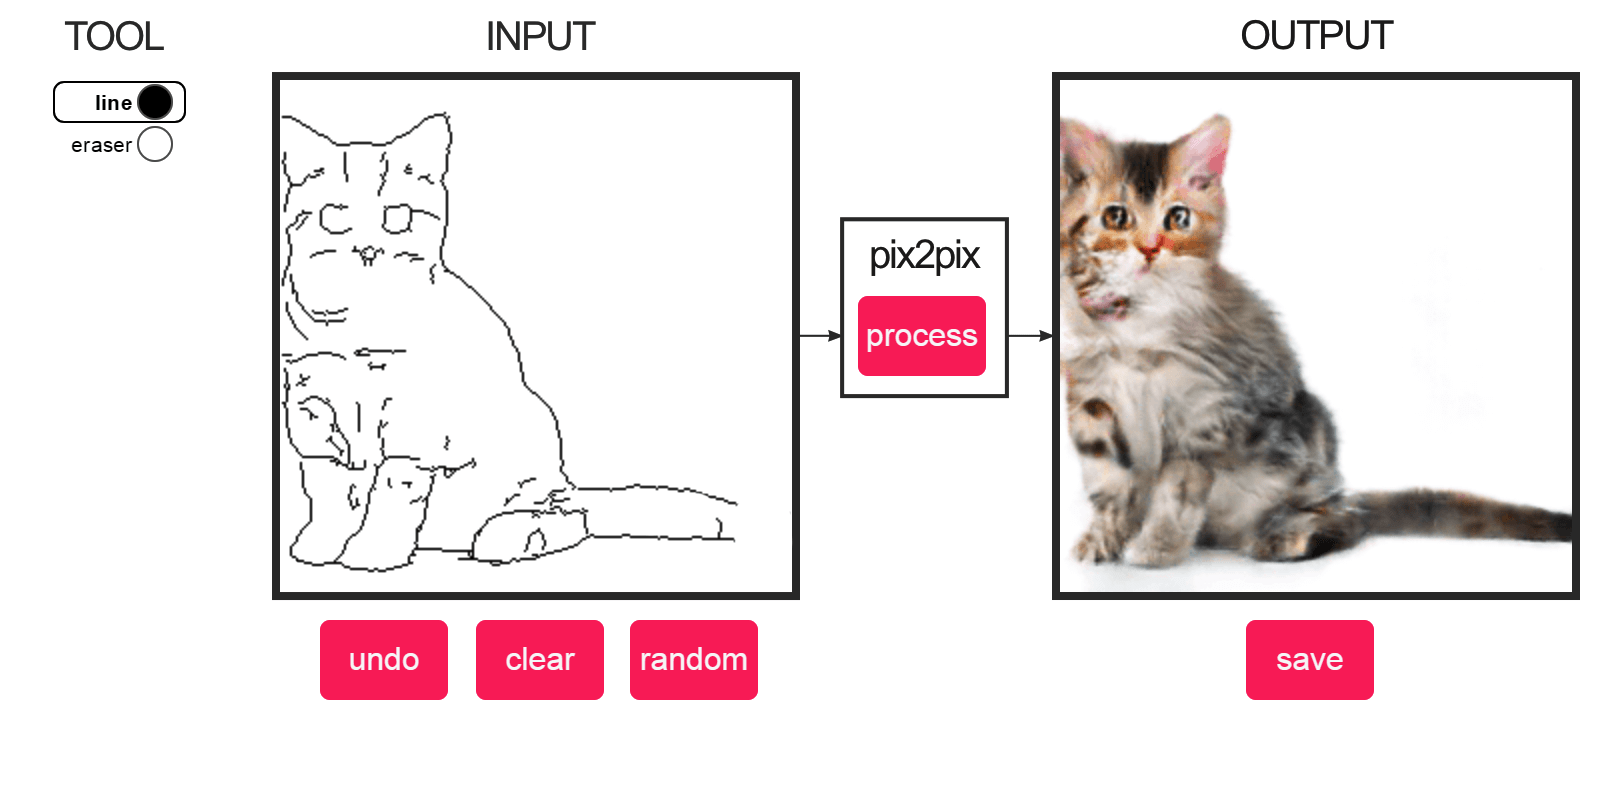 TOOL
line
eraser
INPUT
undo
clear
random
pix2pix
process
OUTPUT
save